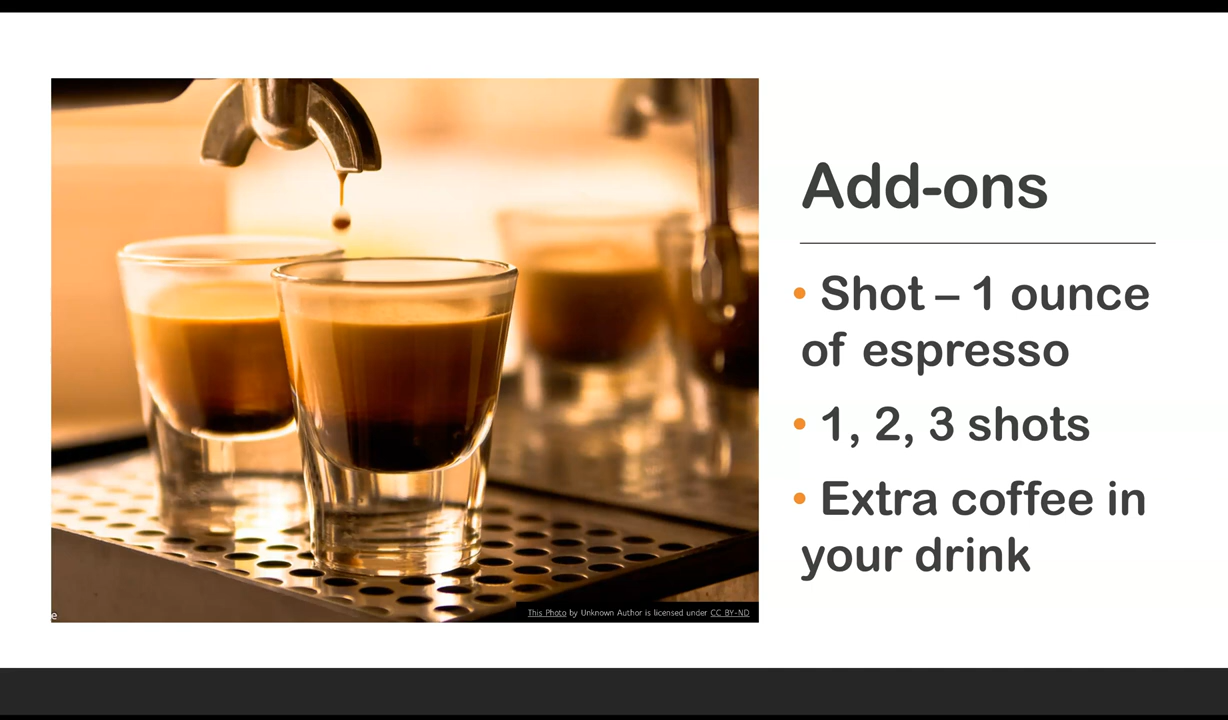 Add-ons
• Shot – 1 ounce
of espresso
• 1, 2, 3 shots
• Extra coffee in
your drink
e
This Photo by Unknown Author is licensed under CC BY-ND